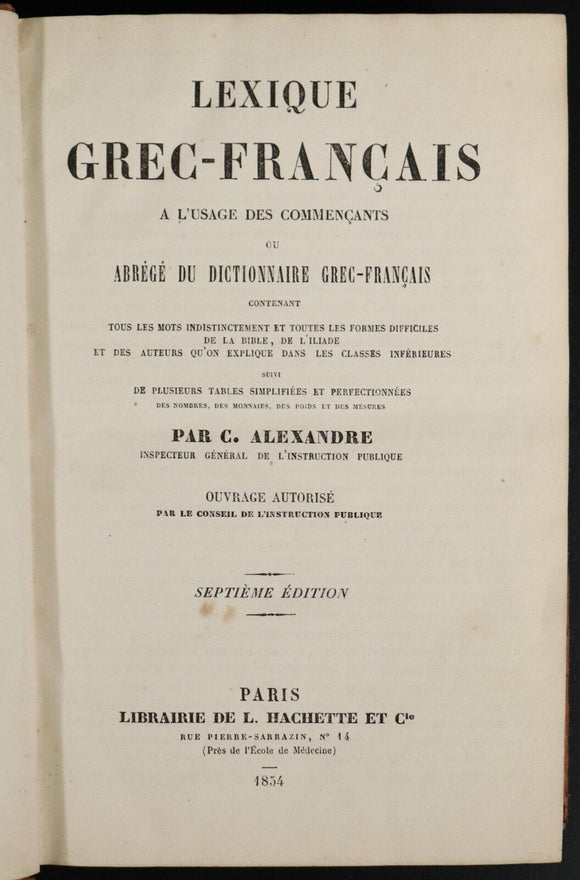 LEXIQUE
GREC-FRANÇAIS
A L'USAGE DES COMMENÇANTS
OU
ABRÉGÉ DU DICTIONNAIRE GREC-FRANÇAIS
CONTENANT
TOUS LES MOTS INDISTINCTEMENT ET TOUTES LES FORMES DIFFICILES
DE LA BIBLE, DE L'ILIADE
ET DES AUTEURS QU'ON EXPLIQUE DANS LES CLASSES INFÉRIEURES
SUIVI
DE PLUSIEURS TABLES SIMPLIFIÉES ET PERFECTIONNÉES
DES NOMBRES, DES MONNAIES, DES POIDS ET DES MESURES
PAR C. ALEXANDRE
INSPECTEUR GÉNÉRAL DE L'INSTRUCTION PUBLIQUE
OUVRAGE AUTORISÉ
PAR LE CONSEIL DE L'INSTRUCTION PUBLIQUE
SEPTIÈME ÉDITION
PARIS
LIBRAIRIE DE L. HACHETTE ET Cie
RUE PIERRE-SARRAZIN, N° 14
(Près de l'École de Médecine)
1854